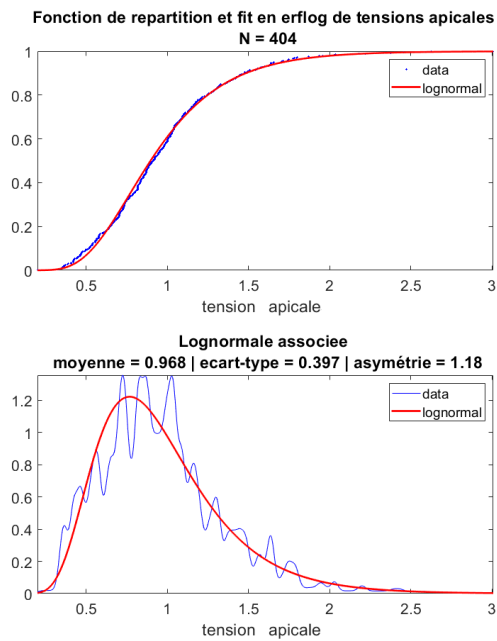 Fonction de repartition et fit en erflog de tensions apicales
N = 404
1
0.8
0.6
0.4
0.2
0
data
lognormal
0.5 1 1.5 2 2.5 3
tension apicale
Lognormale associee
moyenne = 0.968 | ecart-type = 0.397 | asymétrie = 1.18
1.2
1
0.8
0.6
0.4
0.2
0
data
lognormal
0.5 1 1.5 2 2.5 3
tension apicale